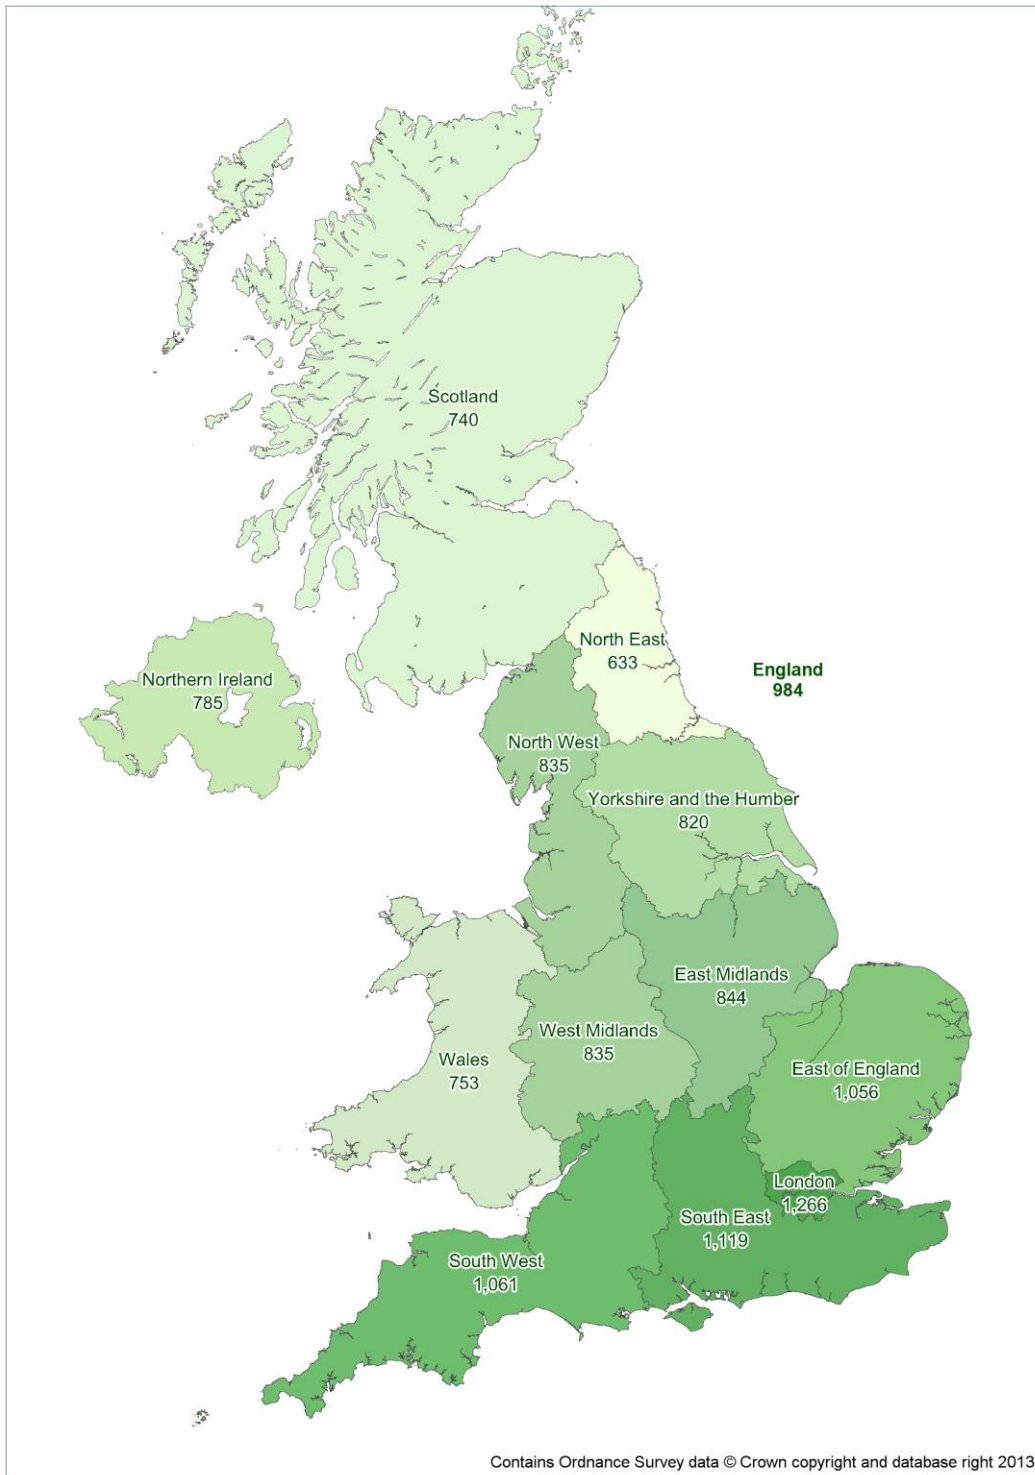 Scotland
740
North East
633
England
984
Northern Ireland
785
North West
835
Yorkshire and the Humber
820
East Midlands
844
West Midlands
835
Wales
753
East of England
1,056
London
1,266
South East
1,119
South West
1,061
Contains Ordnance Survey data © Crown copyright and database right 2013